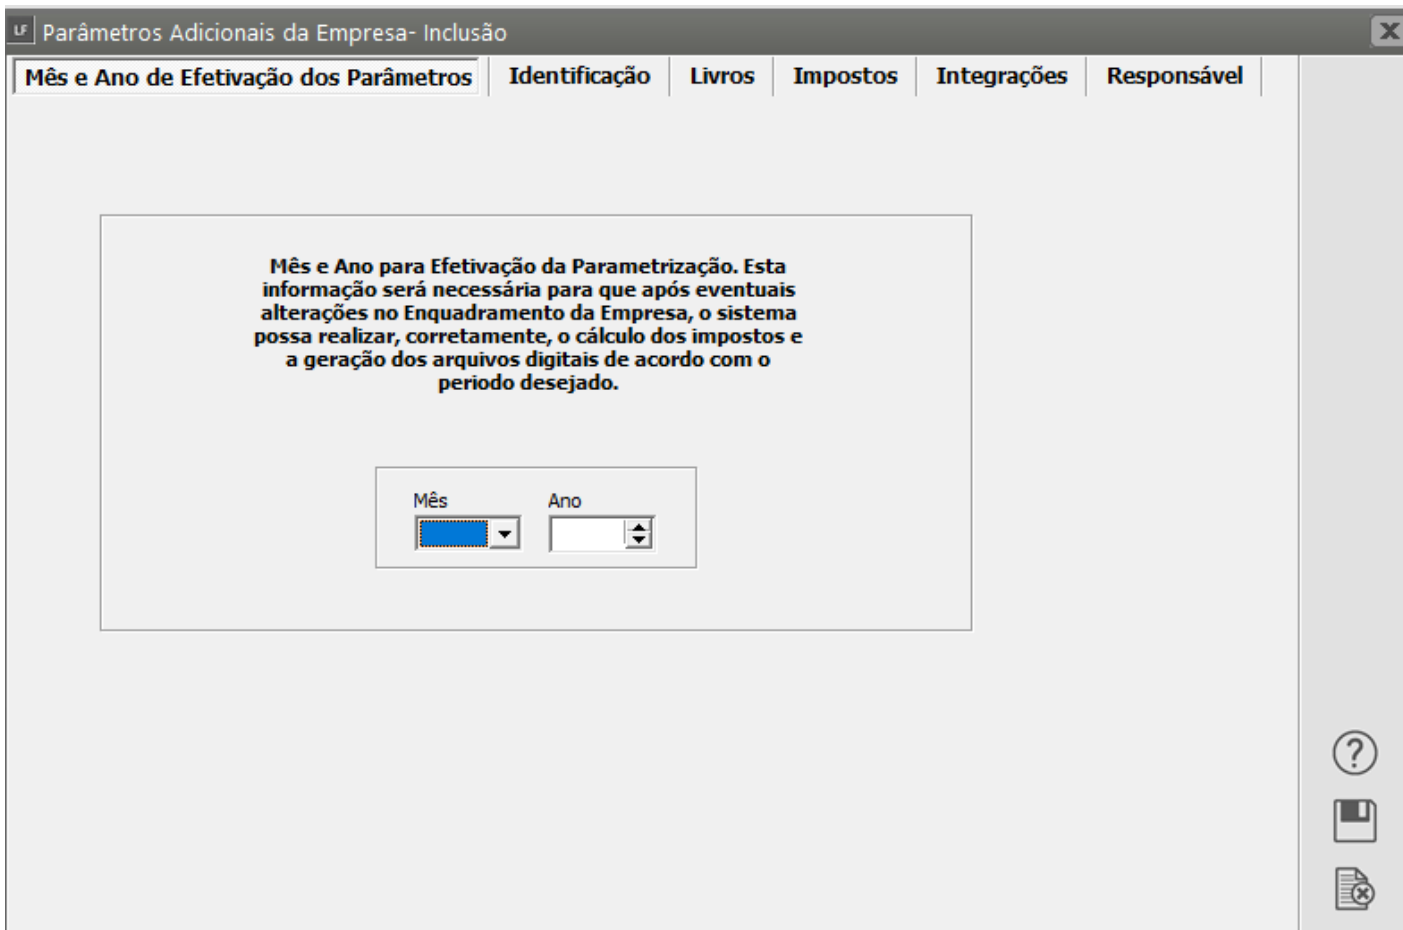 LF Parâmetros Adicionais da Empresa- Inclusão
Mês e Ano de Efetivação dos Parâmetros Identificação Livros Impostos Integrações Responsável
Mês e Ano para Efetivação da Parametrização. Esta
informação será necessária para que após eventuais
alterações no Enquadramento da Empresa, o sistema
possa realizar, corretamente, o cálculo dos impostos e
a geração dos arquivos digitais de acordo com o
periodo desejado.
Mês Ano